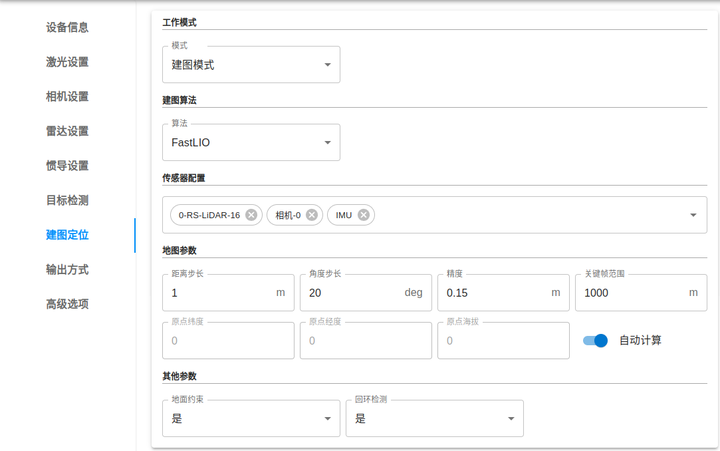 设备信息
激光设置
相机设置
雷达设置
惯导设置
目标检测
建图定位
输出方式
高级选项
工作模式
模式
建图模式
建图算法
算法
FastLIO
传感器配置
0-RS-LiDAR-16 相机-0 IMU
地图参数
距离步长 角度步长 精度 关键帧范围
1 m 20 deg 0.15 m 1000 m
原点纬度 原点经度 原点海拔
0 0 0 自动计算
其他参数
地面约束 回环检测
是 是